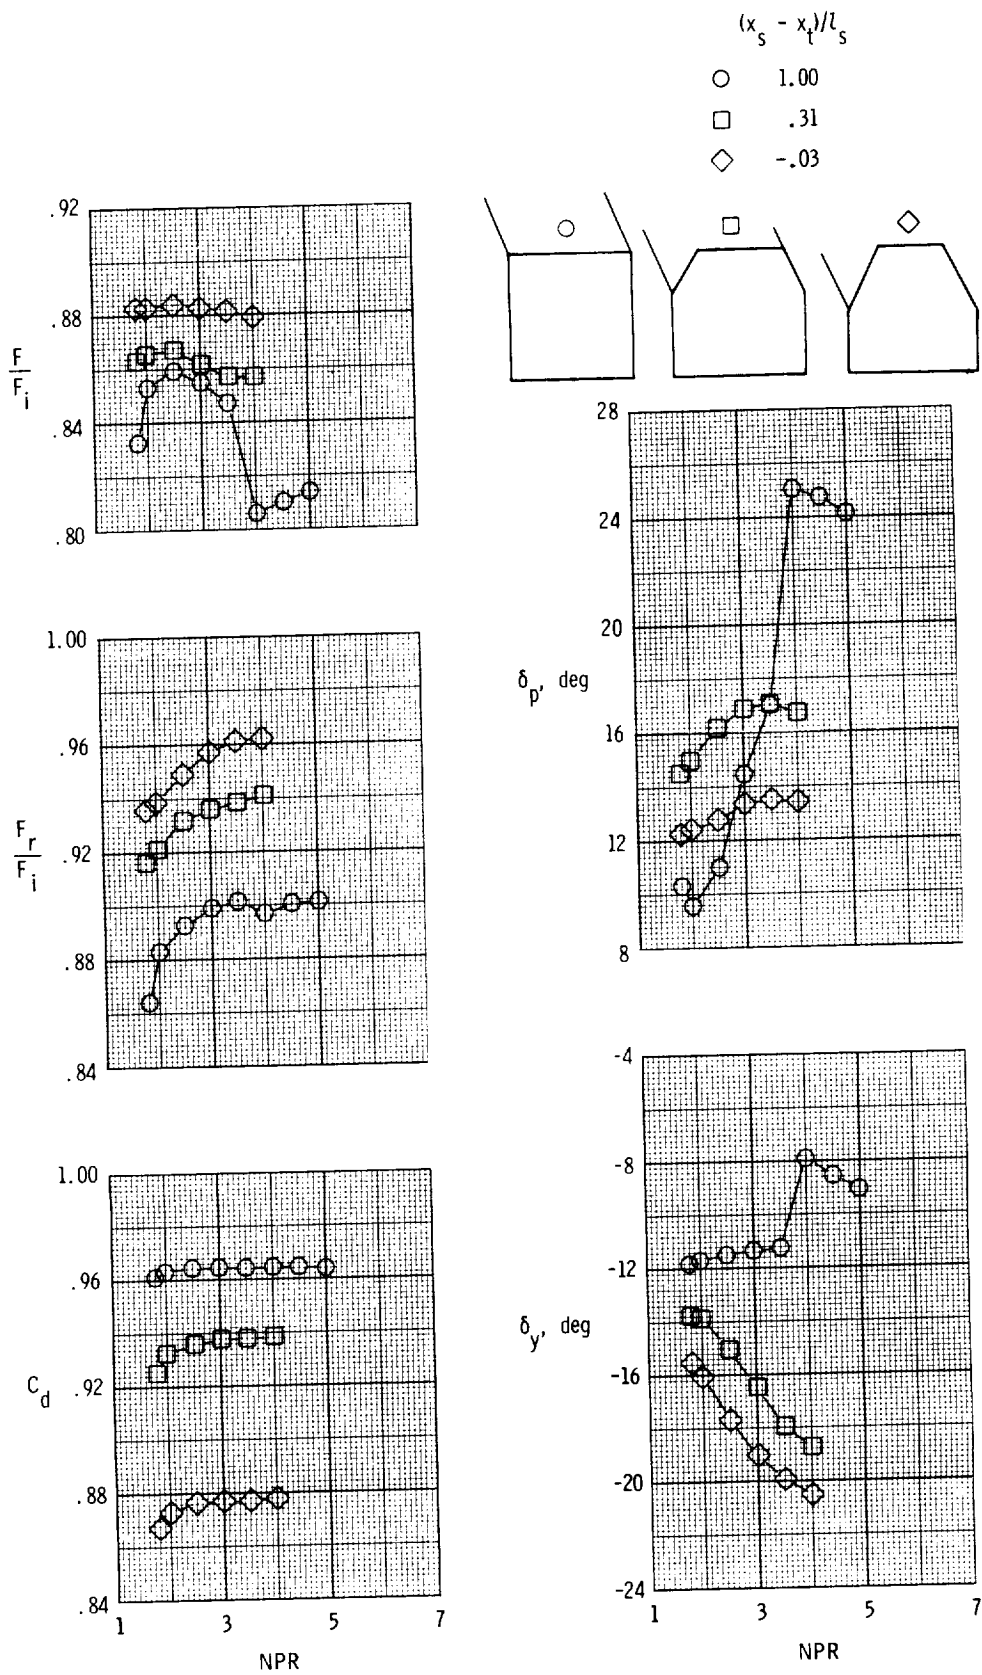 (x_s - x_t)/l_s
1.00
.31
-.03
.92
.88
.84
.80
F
F_i
1.00
.96
.92
.88
.84
F_r
F_i
1.00
.96
.92
.88
.84
C_d
1 3 5 7
NPR
28
24
20
16
12
8
δ_p, deg
-4
-8
-12
-16
-20
-24
δ_y, deg
1 3 5 7
NPR